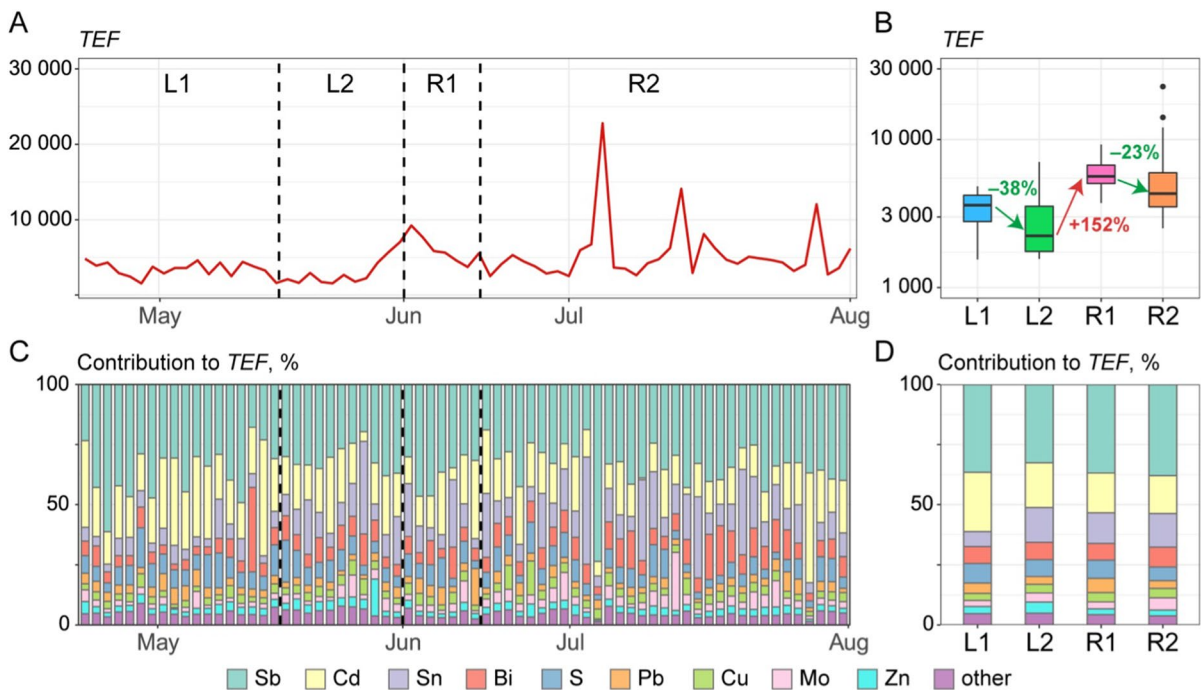 A
TEF
30 000
20 000
10 000
L1
L2
R1
R2
May
Jun
Jul
Aug
B
TEF
30 000
10 000
3 000
1 000
–38%
+152%
–23%
L1
L2
R1
R2
C
Contribution to TEF, %
100
50
0
May
Jun
Jul
Aug
D
Contribution to TEF, %
100
50
0
L1
L2
R1
R2
Sb Cd Sn Bi S Pb Cu Mo Zn other